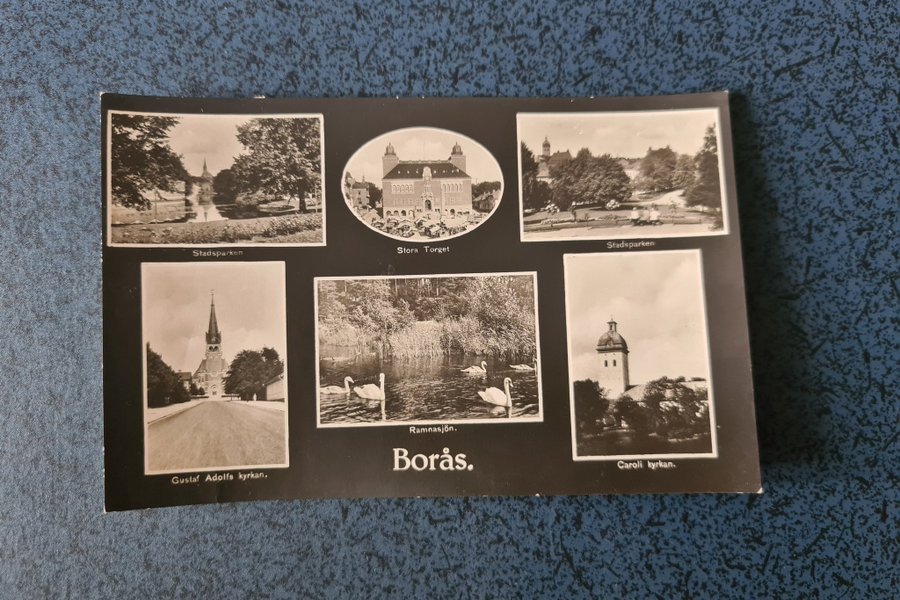 Stadsparken
Stora Torget
Stadsparken
Gustaf Adolfs kyrkan.
Ramnasjön.
Caroli kyrkan.
Borås.